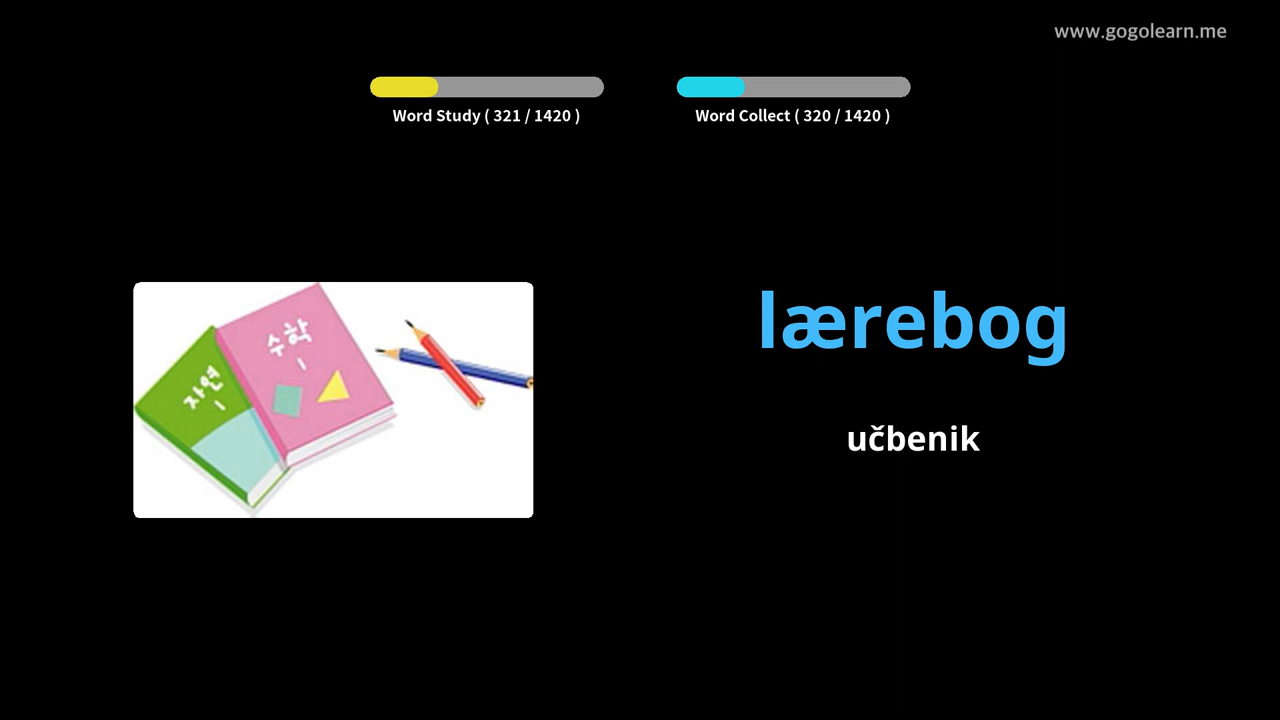 www.gogolearn.me
Word Study ( 321 / 1420 )
Word Collect ( 320 / 1420 )
수학
1
자연
1
lærebog
učbenik